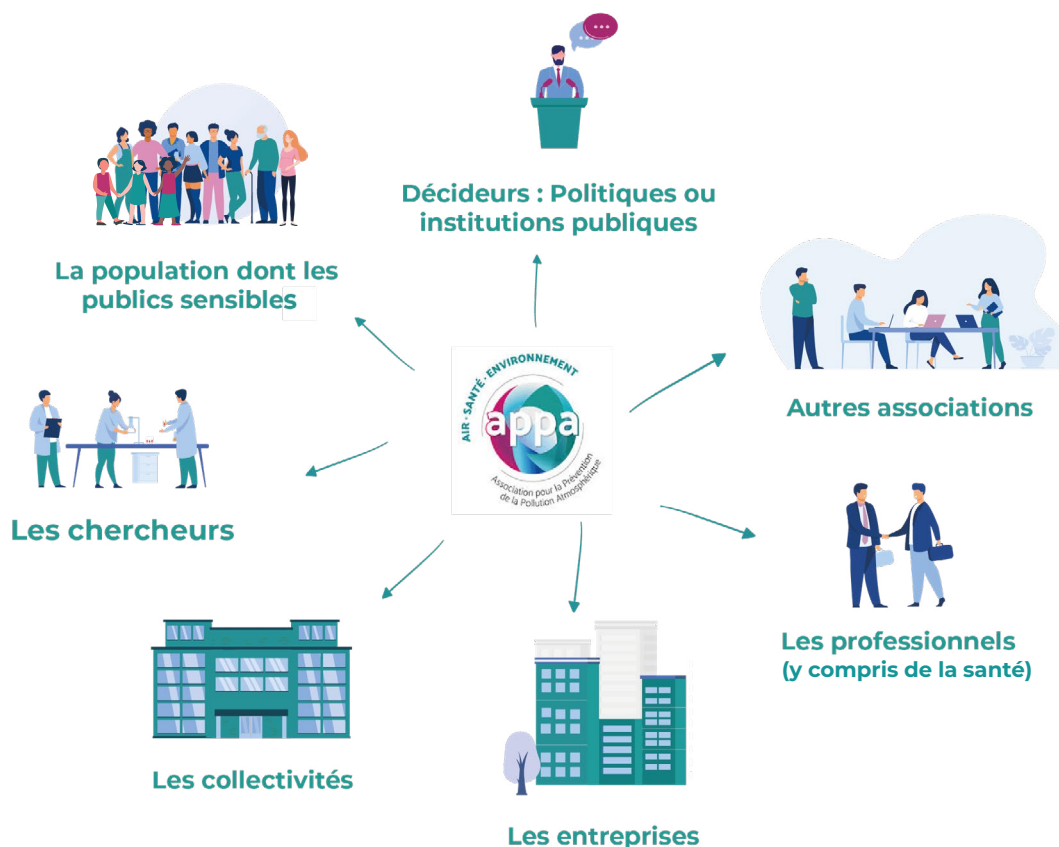 Décideurs : Politiques ou
institutions publiques
La population dont les
publics sensibles
Autres associations
AIR · SANTÉ · ENVIRONNEMENT
appa
Association pour la Prévention
de la Pollution Atmosphérique
Les chercheurs
Les professionnels
(y compris de la santé)
Les collectivités
Les entreprises